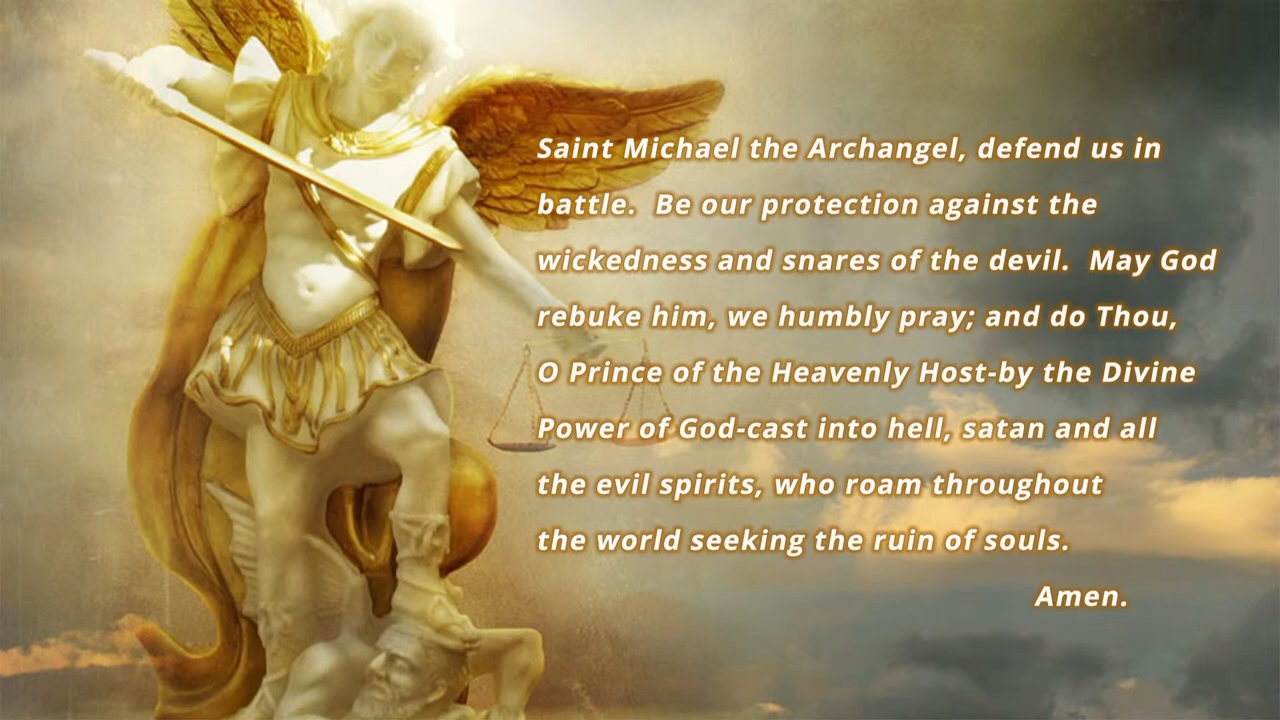 Saint Michael the Archangel, defend us in
battle.  Be our protection against the
wickedness and snares of the devil.  May God
rebuke him, we humbly pray; and do Thou,
O Prince of the Heavenly Host-by the Divine
Power of God-cast into hell, satan and all
the evil spirits, who roam throughout
the world seeking the ruin of souls.
Amen.